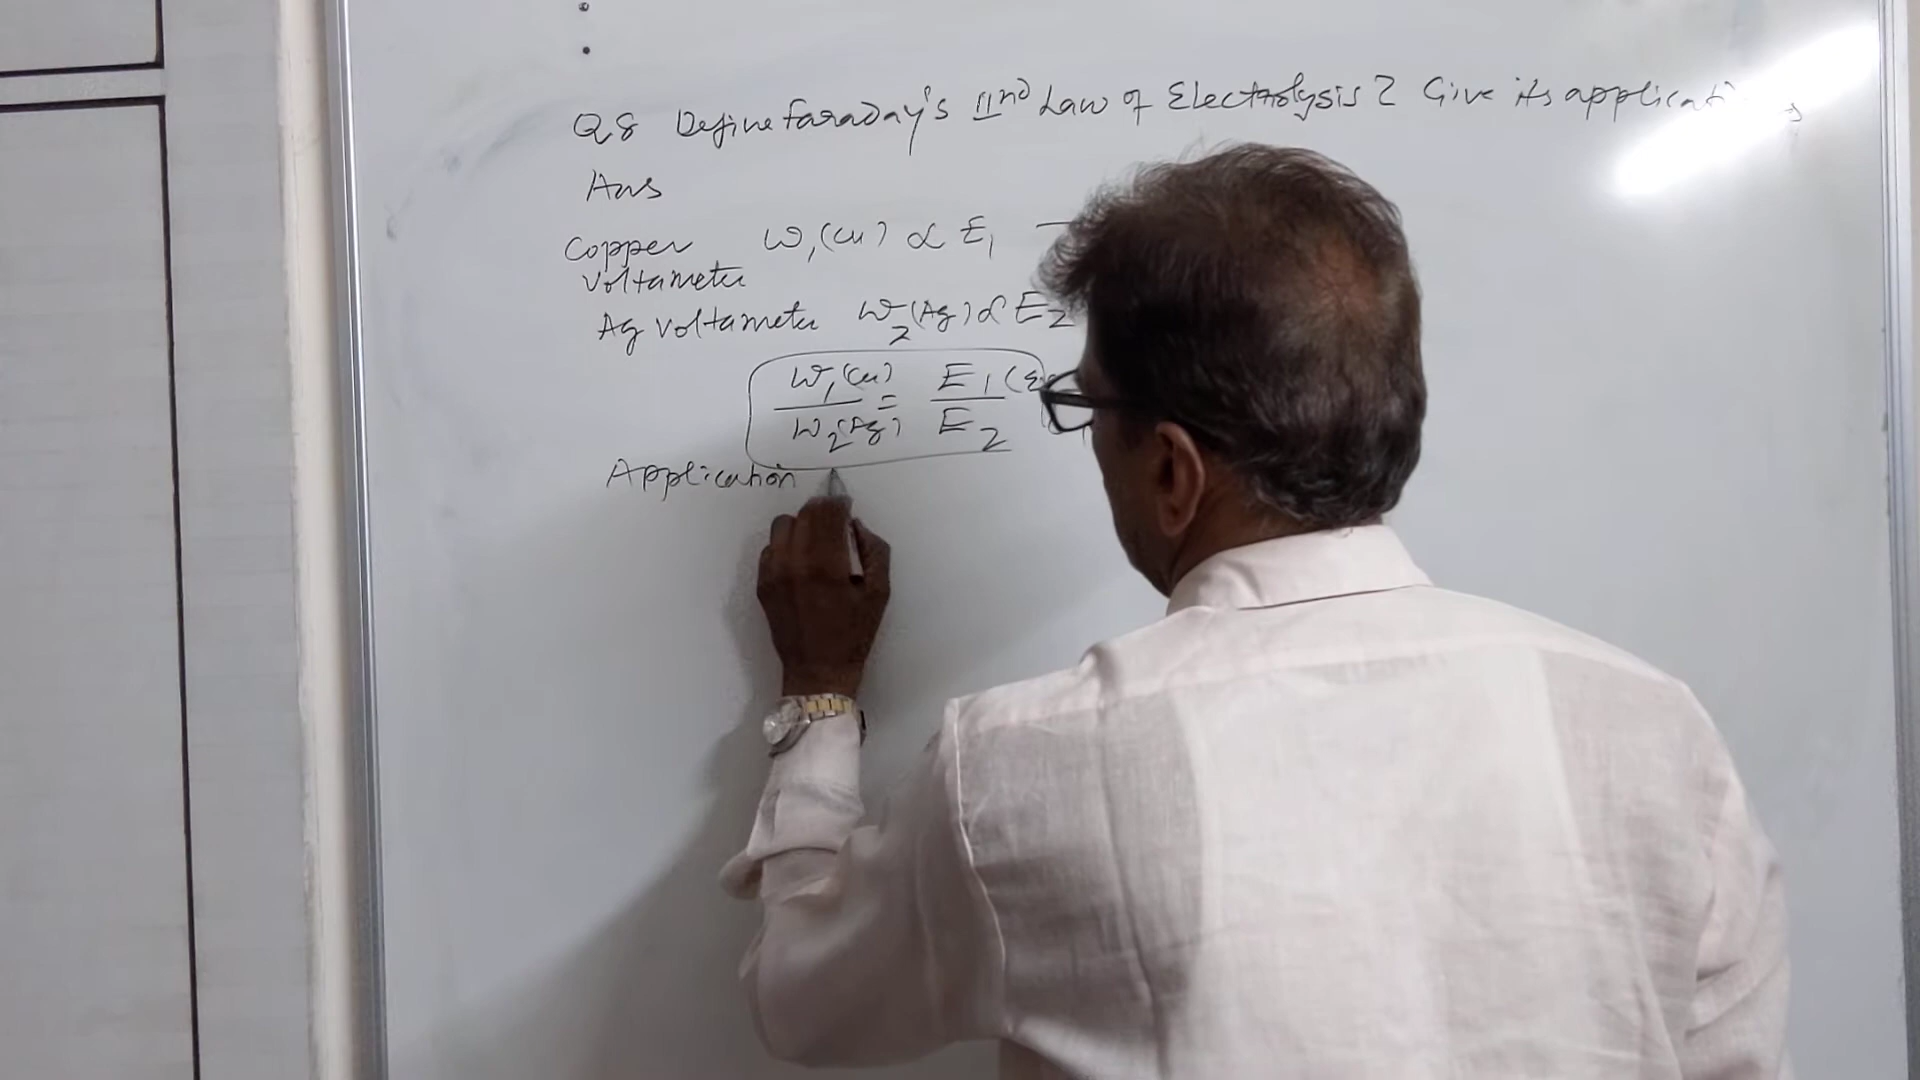 Q8 Define Faraday's IInd Law of Electrolysis? Give its
Ans
Copper W₁(Cu) ∝ E₁
Voltameter
Ag Voltameter W₂(Ag) ∝ E₂
W₁(Cu) / W₂(Ag) = E₁ / E₂
Application